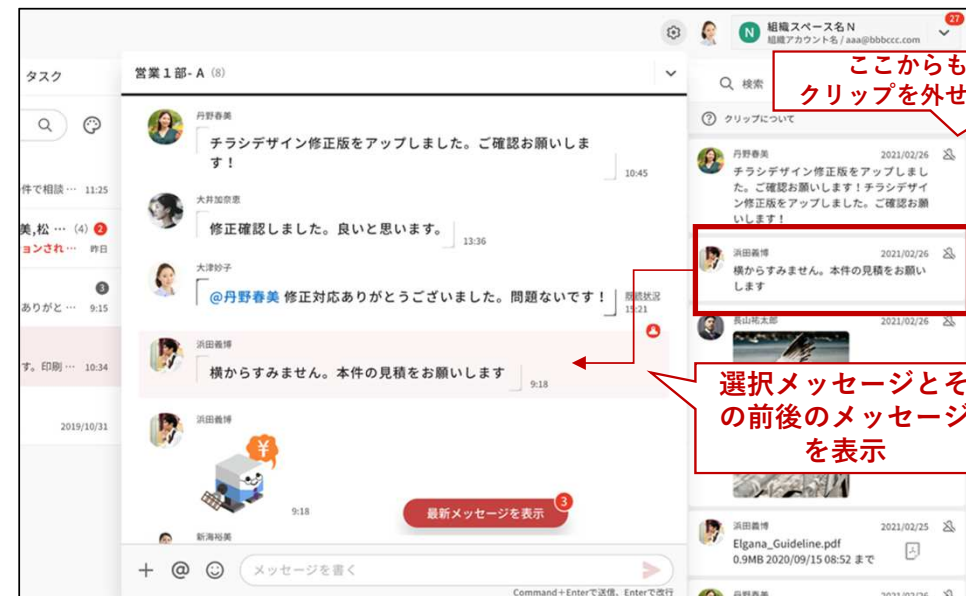 27
N
組織スペース名 N
組織アカウント名 / aaa@bbbccc.com
タスク
件で相談… 11:25
美,松 … (4) 2
ョンされ… 昨日
3
ありがと… 9:15
す。印刷… 10:34
2019/10/31
営業1部- A (8)
丹野春美
チラシデザイン修正版をアップしました。ご確認お願いしま
す！
10:45
大井加奈恵
修正確認しました。良いと思います。
13:36
大津妙子
@丹野春美 修正対応ありがとうございました。問題ないです！
15:21
浜田義博
横からすみません。本件の見積をお願いします
9:18
浜田義博
¥
9:18
最新メッセージを表示
3
新海裕美
メッセージを書く
Command＋Enterで送信、Enterで改行
検索
ここからも
クリップを外せ
クリップについて
丹野春美 2021/02/26
チラシデザイン修正版をアップしまし
た。ご確認お願いします！チラシデザイ
ン修正版をアップしました。ご確認お願
いします！
浜田義博 2021/02/26
横からすみません。本件の見積をお願い
します
長山祐太郎 2021/02/26
選択メッセージとそ
の前後のメッセージ
を表示
浜田義博 2021/02/25
Elgana_Guideline.pdf
0.9MB 2020/09/15 08:52 まで
丹野春美 2021/02/26